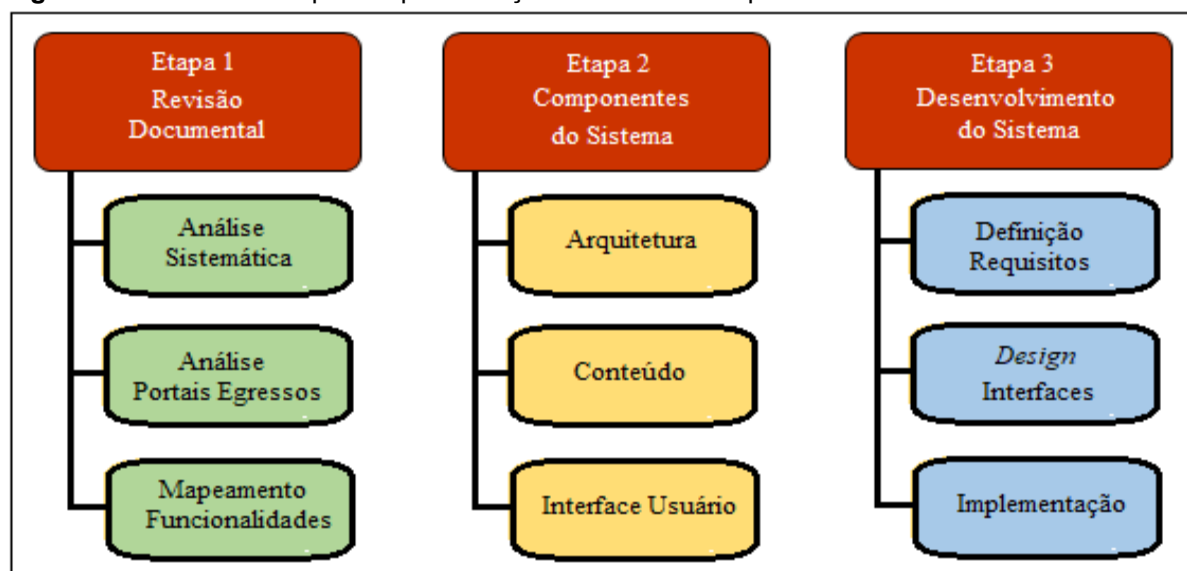 Etapa 1
Revisão
Documental
Análise
Sistemática
Análise
Portais Egressos
Mapeamento
Funcionalidades
Etapa 2
Componentes
do Sistema
Arquitetura
Conteúdo
Interface Usuário
Etapa 3
Desenvolvimento
do Sistema
Definição
Requisitos
Design
Interfaces
Implementação